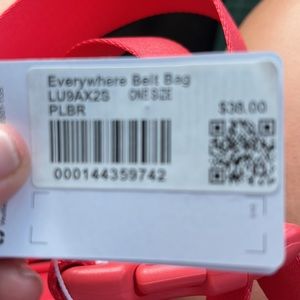 Everywhere Belt Bag
LU9AX2S ONE SIZE
PLBR $38.00
000144359742